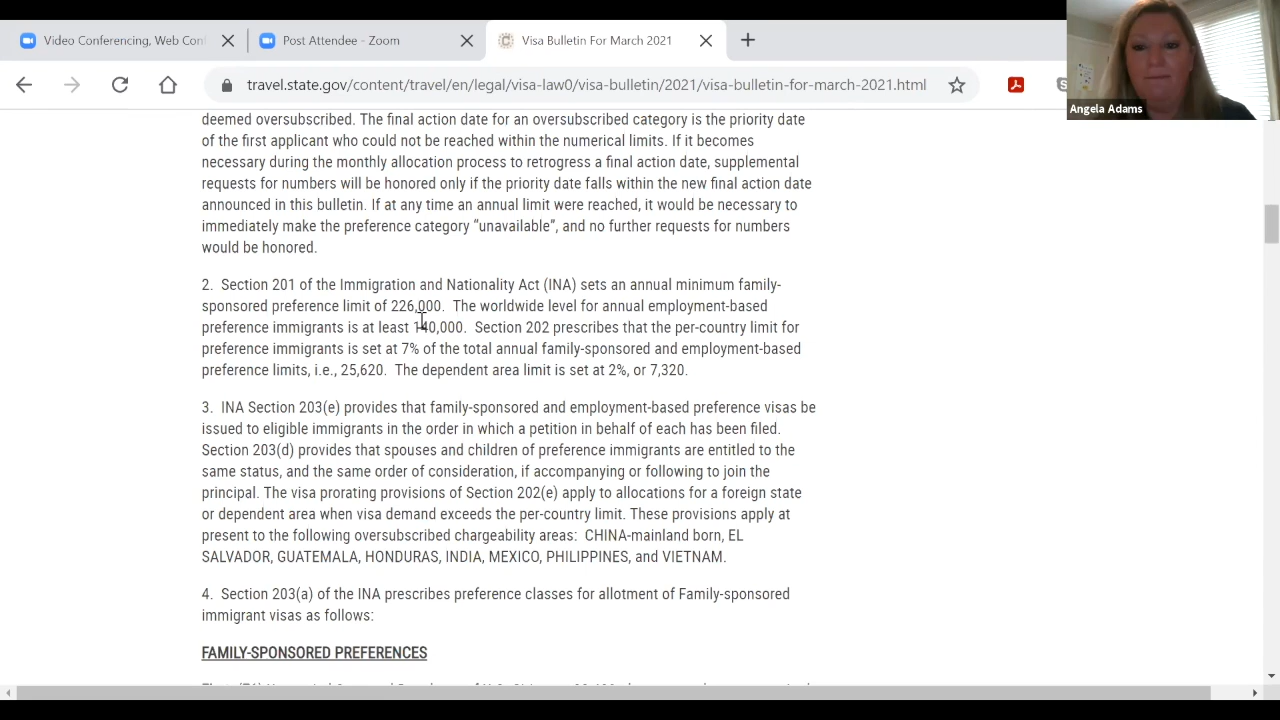 Video Conferencing, Web Con
Post Attendee - Zoom
Visa Bulletin For March 2021
travel.state.gov/content/travel/en/legal/visa-law0/visa-bulletin/2021/visa-bulletin-for-march-2021.html
Angela Adams
deemed oversubscribed. The final action date for an oversubscribed category is the priority date
of the first applicant who could not be reached within the numerical limits. If it becomes
necessary during the monthly allocation process to retrogress a final action date, supplemental
requests for numbers will be honored only if the priority date falls within the new final action date
announced in this bulletin. If at any time an annual limit were reached, it would be necessary to
immediately make the preference category “unavailable”, and no further requests for numbers
would be honored.
2. Section 201 of the Immigration and Nationality Act (INA) sets an annual minimum family-
sponsored preference limit of 226,000. The worldwide level for annual employment-based
preference immigrants is at least 140,000. Section 202 prescribes that the per-country limit for
preference immigrants is set at 7% of the total annual family-sponsored and employment-based
preference limits, i.e., 25,620. The dependent area limit is set at 2%, or 7,320.
3. INA Section 203(e) provides that family-sponsored and employment-based preference visas be
issued to eligible immigrants in the order in which a petition in behalf of each has been filed.
Section 203(d) provides that spouses and children of preference immigrants are entitled to the
same status, and the same order of consideration, if accompanying or following to join the
principal. The visa prorating provisions of Section 202(e) apply to allocations for a foreign state
or dependent area when visa demand exceeds the per-country limit. These provisions apply at
present to the following oversubscribed chargeability areas: CHINA-mainland born, EL
SALVADOR, GUATEMALA, HONDURAS, INDIA, MEXICO, PHILIPPINES, and VIETNAM.
4. Section 203(a) of the INA prescribes preference classes for allotment of Family-sponsored
immigrant visas as follows:
FAMILY-SPONSORED PREFERENCES